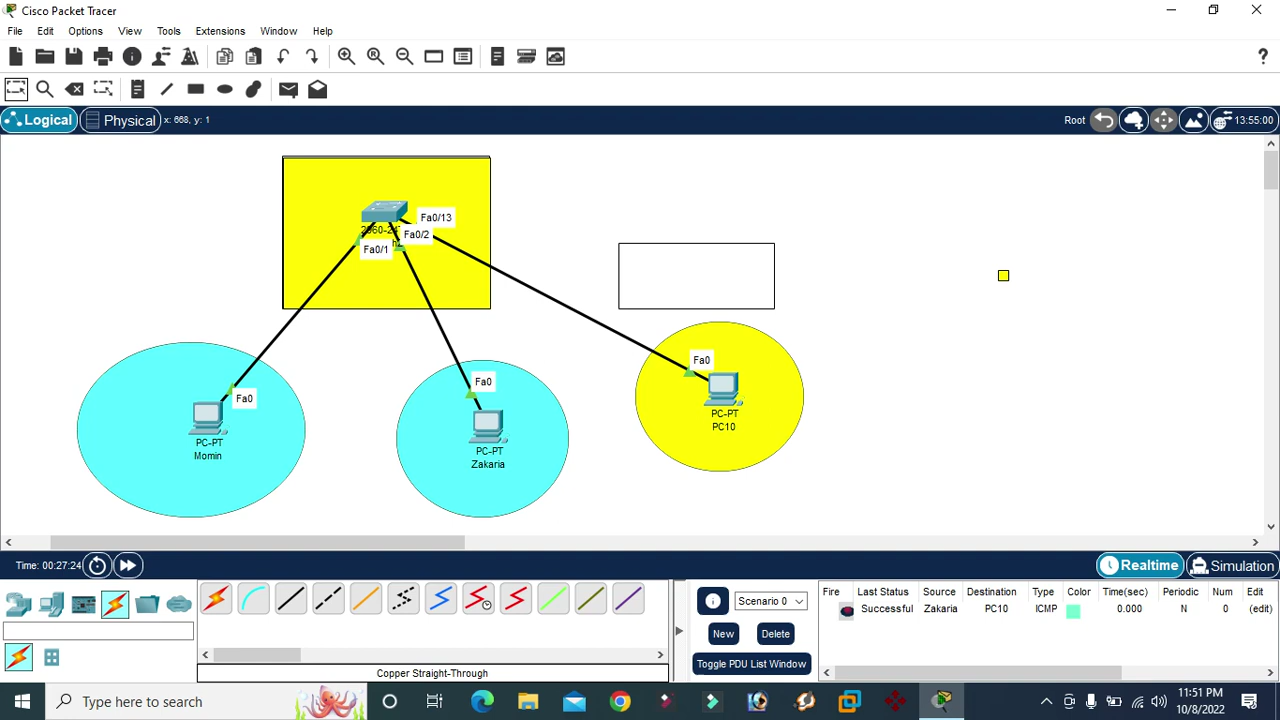 Cisco Packet Tracer
File Edit Options View Tools Extensions Window Help
Logical Physical x: 668, y: 1 Root 13:55:00
Fa0/13
Fa0/2
Fa0/1
Fa0
Fa0
Fa0
PC-PT
PC10
PC-PT
Momin
PC-PT
Zakaria
Time: 00:27:24 Realtime Simulation
Scenario 0
New Delete
Toggle PDU List Window
Fire Last Status Source Destination Type Color Time(sec) Periodic Num Edit
Successful Zakaria PC10 ICMP 0.000 N 0 (edit)
Copper Straight-Through
Type here to search
11:51 PM
10/8/2022